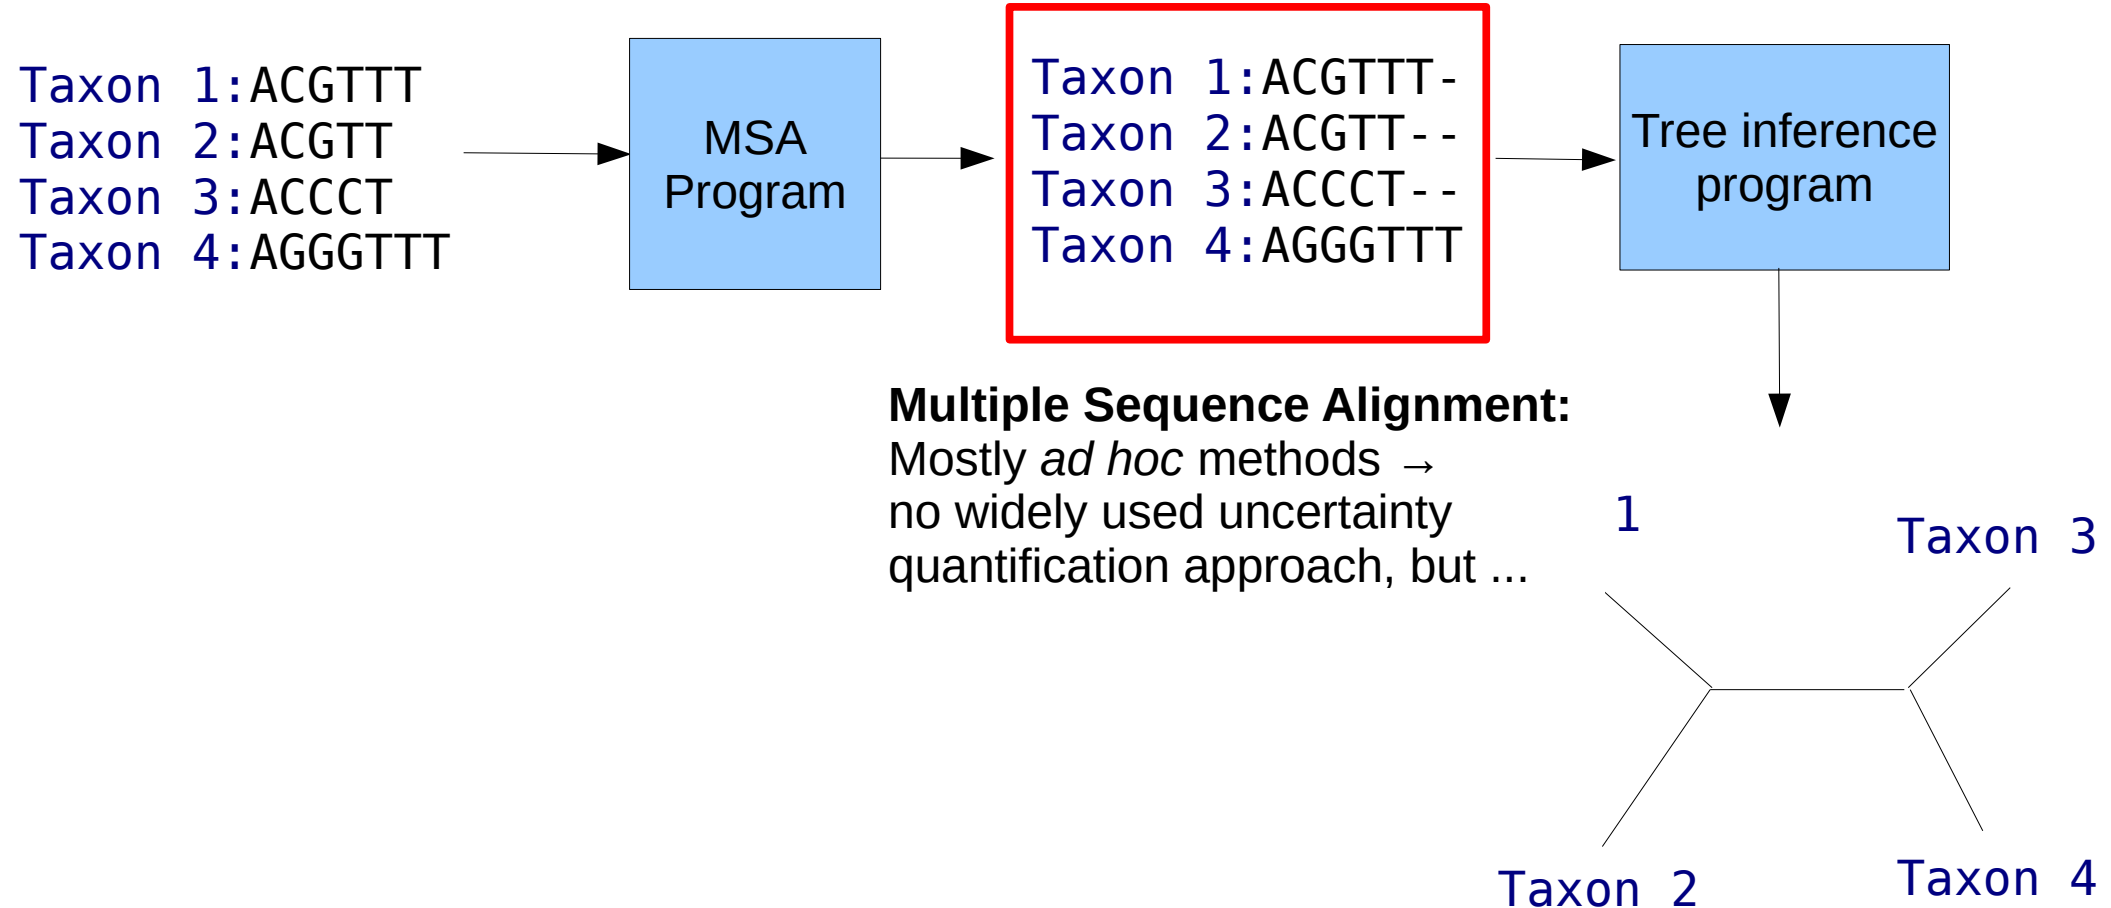 Taxon 1:ACGTTT
Taxon 2:ACGTT
Taxon 3:ACCCT
Taxon 4:AGGGTTT
MSA
Program
Taxon 1:ACGTTT-
Taxon 2:ACGTT--
Taxon 3:ACCCT--
Taxon 4:AGGGTTT
Tree inference
program
Multiple Sequence Alignment:
Mostly ad hoc methods →
no widely used uncertainty
quantification approach, but ...
1
Taxon 3
Taxon 2
Taxon 4